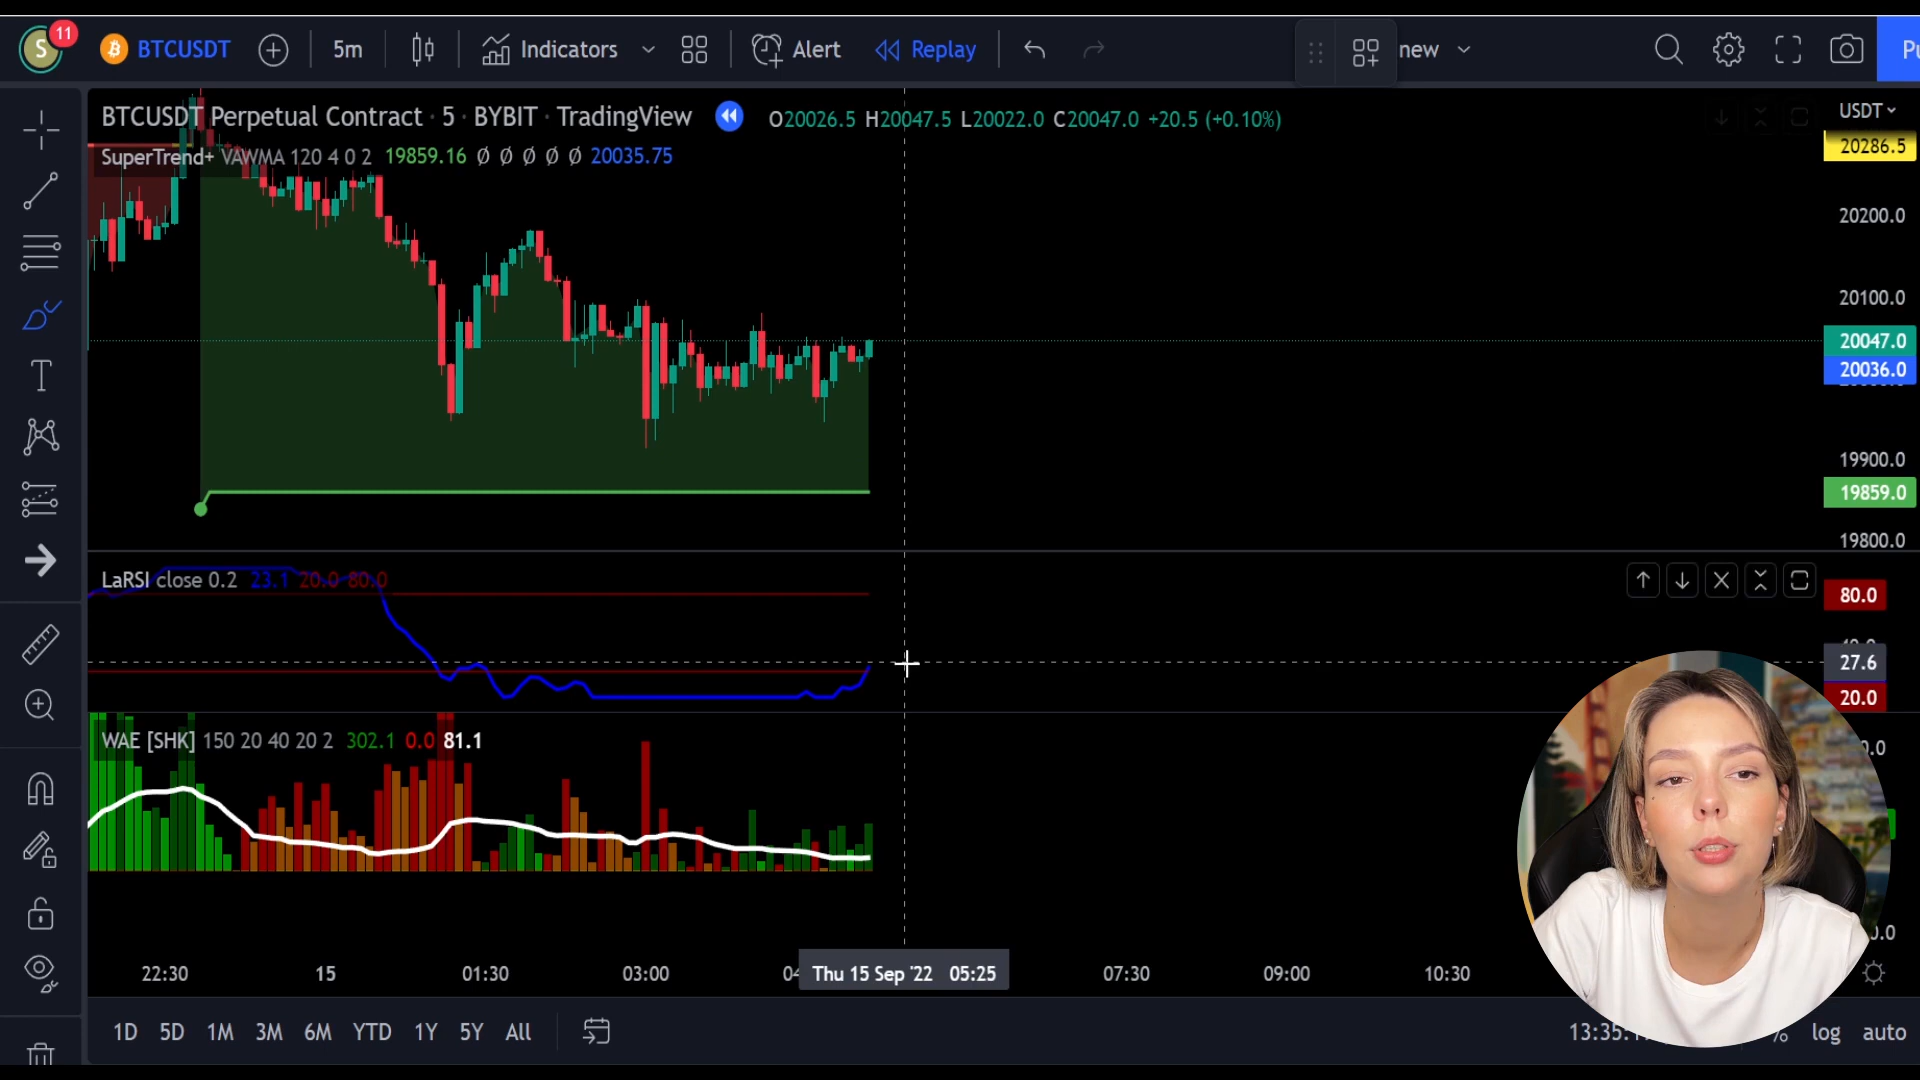 S 11 BTCUSDT 5m Indicators Alert Replay new
BTCUSDT Perpetual Contract · 5 · BYBIT · TradingView O20026.5 H20047.5 L20022.0 C20047.0 +20.5 (+0.10%)
SuperTrend+ VAWMA 120 4 0 2 19859.16 Ø Ø Ø Ø Ø 20035.75
USDT
20286.5
20200.0
20100.0
20047.0
20036.0
19900.0
19859.0
19800.0
LaRSI close 0.2 23.1 20.0 80.0
80.0
27.6
20.0
WAE [SHK] 150 20 40 20 2 302.1 0.0 81.1
22:30 15 01:30 03:00 Thu 15 Sep '22 05:25 07:30 09:00 10:30
1D 5D 1M 3M 6M YTD 1Y 5Y All 13:35: % log auto